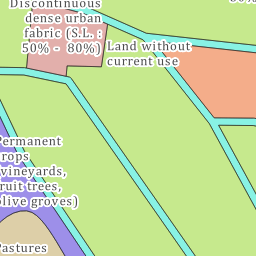 Discontinuous
dense urban
fabric (S.L. :
50% - 80%)
Land without
current use
Permanent
crops
vineyards,
fruit trees,
olive groves)
Pastures